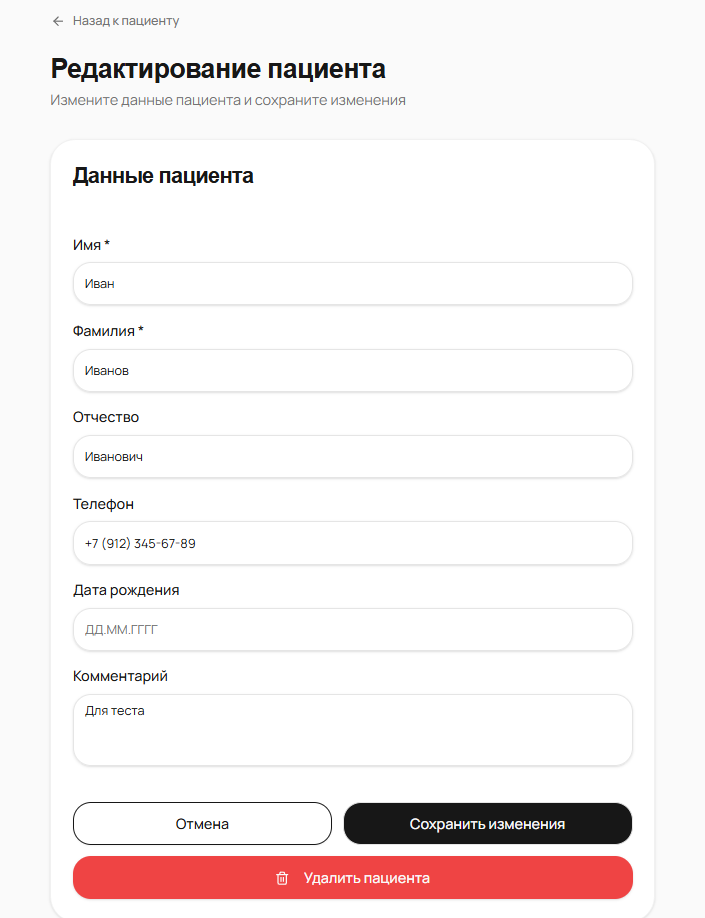 Назад к пациенту
Редактирование пациента
Измените данные пациента и сохраните изменения
Данные пациента
Имя *
Иван
Фамилия *
Иванов
Отчество
Иванович
Телефон
+7 (912) 345-67-89
Дата рождения
ДД.ММ.ГГГГ
Комментарий
Для теста
Отмена
Сохранить изменения
Удалить пациента